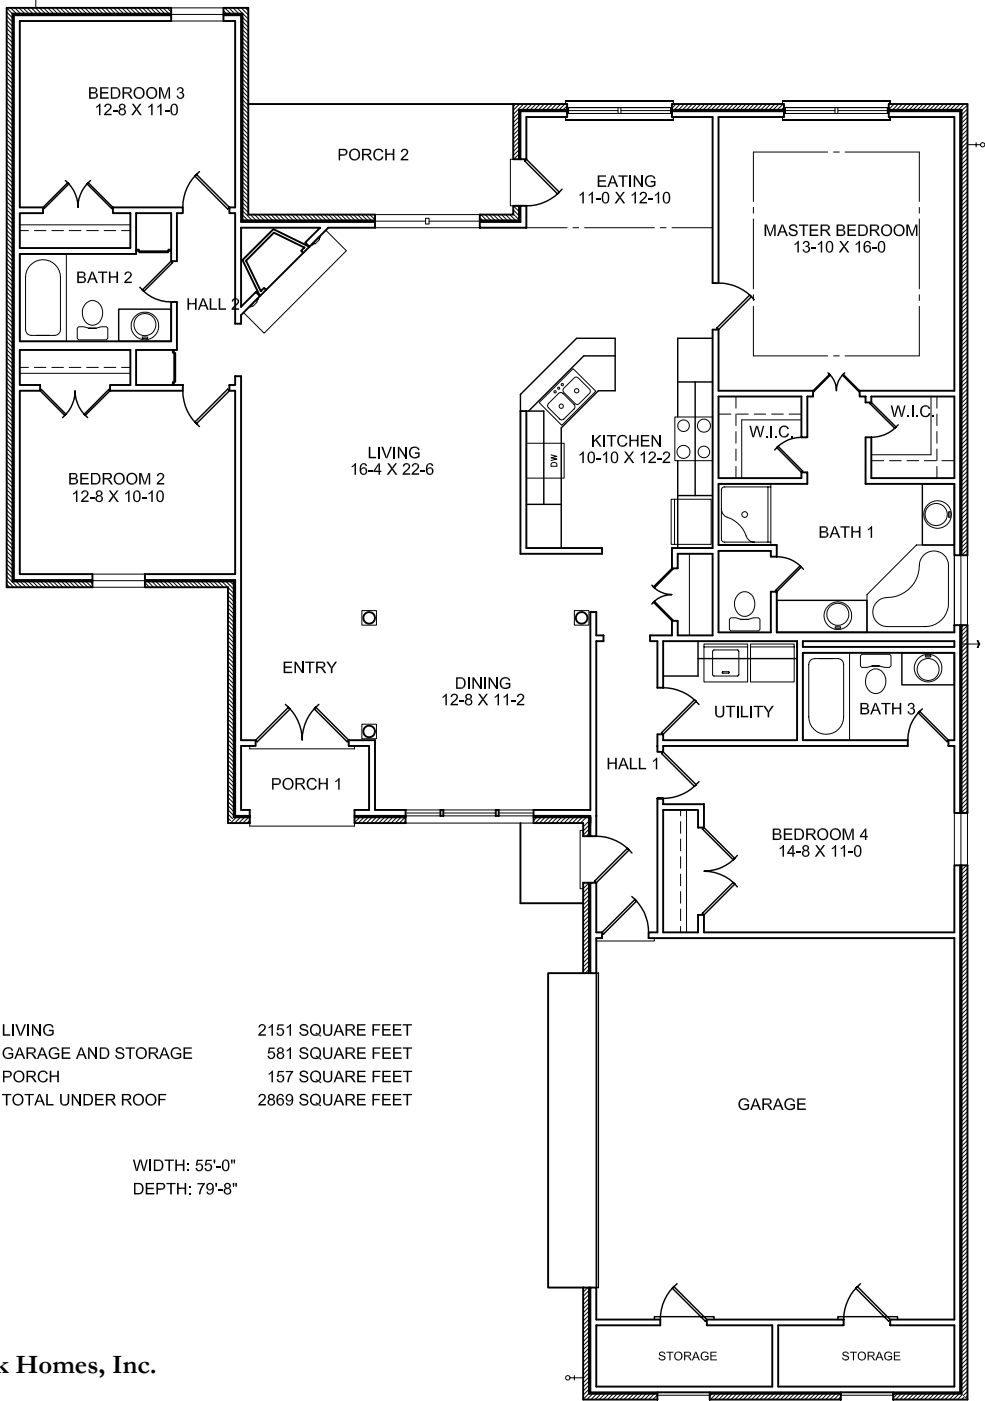 BEDROOM 3
12-8 X 11-0
PORCH 2
EATING
11-0 X 12-10
MASTER BEDROOM
13-10 X 16-0
BATH 2
HALL 2
W.I.C.
W.I.C.
LIVING
16-4 X 22-6
KITCHEN
10-10 X 12-2
DW
BEDROOM 2
12-8 X 10-10
BATH 1
ENTRY
DINING
12-8 X 11-2
UTILITY
BATH 3
HALL 1
PORCH 1
BEDROOM 4
14-8 X 11-0
LIVING 2151 SQUARE FEET
GARAGE AND STORAGE 581 SQUARE FEET
PORCH 157 SQUARE FEET
TOTAL UNDER ROOF 2869 SQUARE FEET
GARAGE
WIDTH: 55'-0"
DEPTH: 79'-8"
STORAGE
STORAGE
k Homes, Inc.